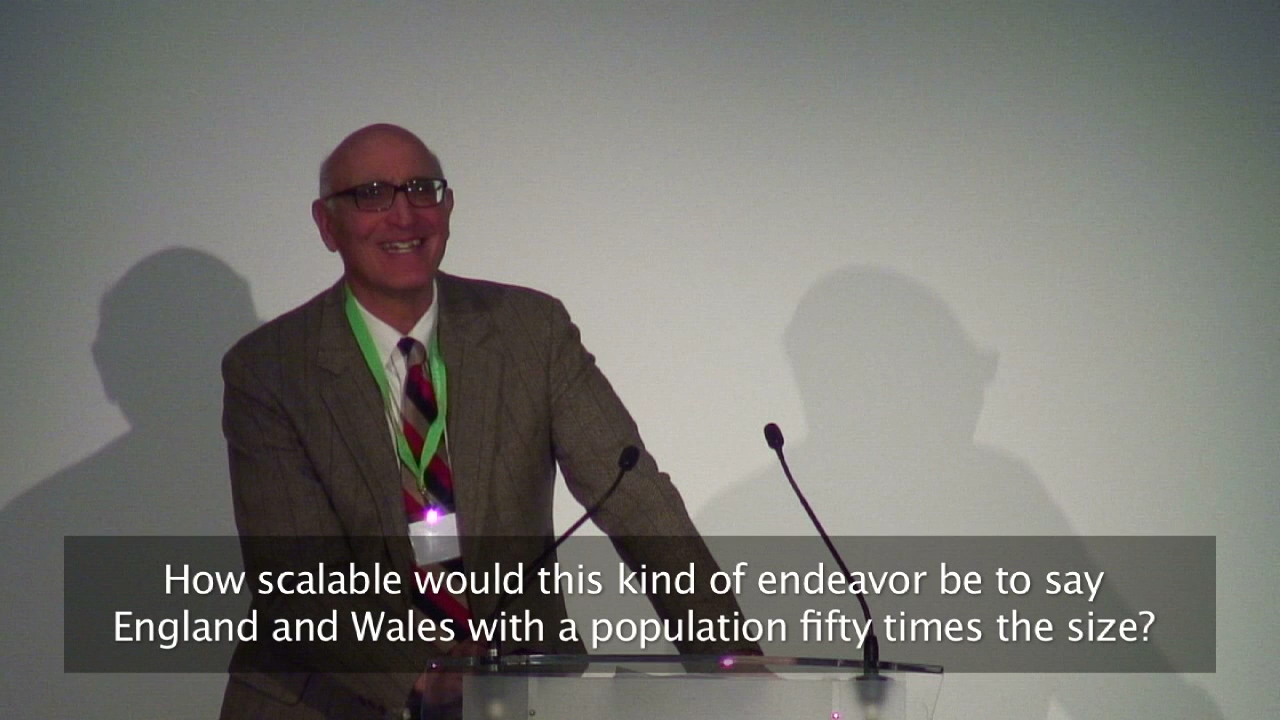 How scalable would this kind of endeavor be to say
England and Wales with a population fifty times the size?